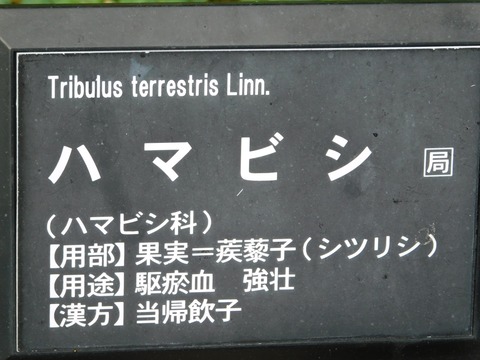 Tribulus terrestris Linn.
ハマビシ 局
(ハマビシ科)
【用部】果実＝蒺藜子(シツリシ)
【用途】駆瘀血　強壮
【漢方】当帰飲子